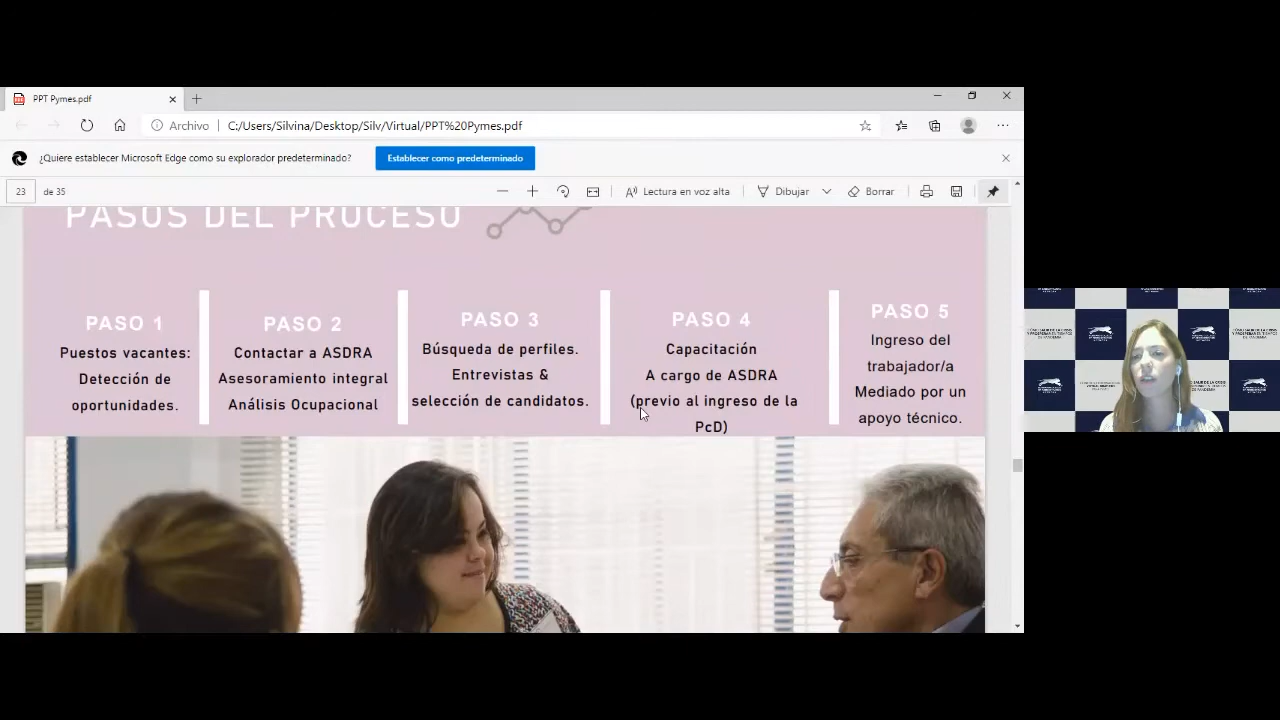 PPT Pymes.pdf
Archivo
C:/Users/Silvina/Desktop/Silv/Virtual/PPT%20Pymes.pdf
¿Quiere establecer Microsoft Edge como su explorador predeterminado?
Establecer como predeterminado
23 de 35
Lectura en voz alta
Dibujar
Borrar
PASOS DEL PROCESO
PASO 1
Puestos vacantes:
Detección de
oportunidades.
PASO 2
Contactar a ASDRA
Asesoramiento integral
Análisis Ocupacional
PASO 3
Búsqueda de perfiles.
Entrevistas &
selección de candidatos.
PASO 4
Capacitación
A cargo de ASDRA
(previo al ingreso de la
PcD)
PASO 5
Ingreso del
trabajador/a
Mediado por un
apoyo técnico.